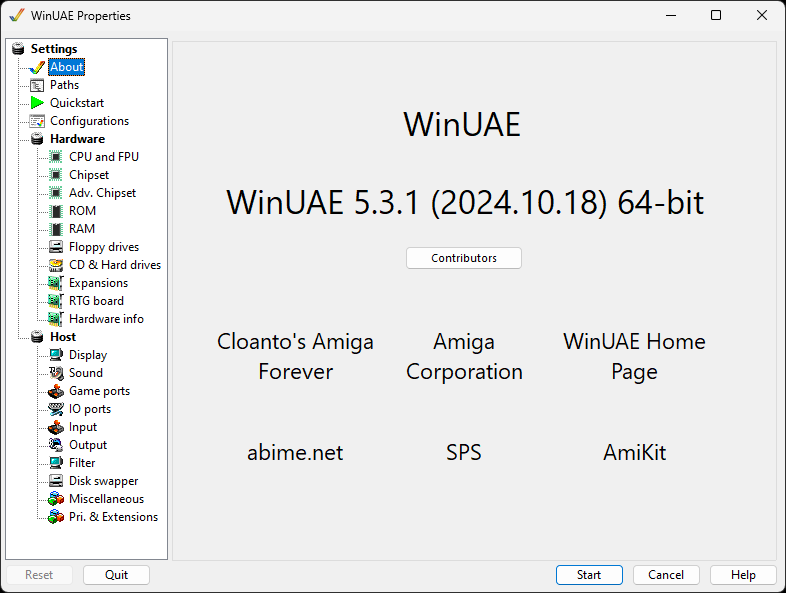 WinUAE Properties
Settings
About
Paths
Quickstart
Configurations
Hardware
CPU and FPU
Chipset
Adv. Chipset
ROM
RAM
Floppy drives
CD & Hard drives
Expansions
RTG board
Hardware info
Host
Display
Sound
Game ports
IO ports
Input
Output
Filter
Disk swapper
Miscellaneous
Pri. & Extensions
WinUAE
WinUAE 5.3.1 (2024.10.18) 64-bit
Contributors
Cloanto's Amiga
Forever
Amiga
Corporation
WinUAE Home
Page
abime.net
SPS
AmiKit
Reset
Quit
Start
Cancel
Help